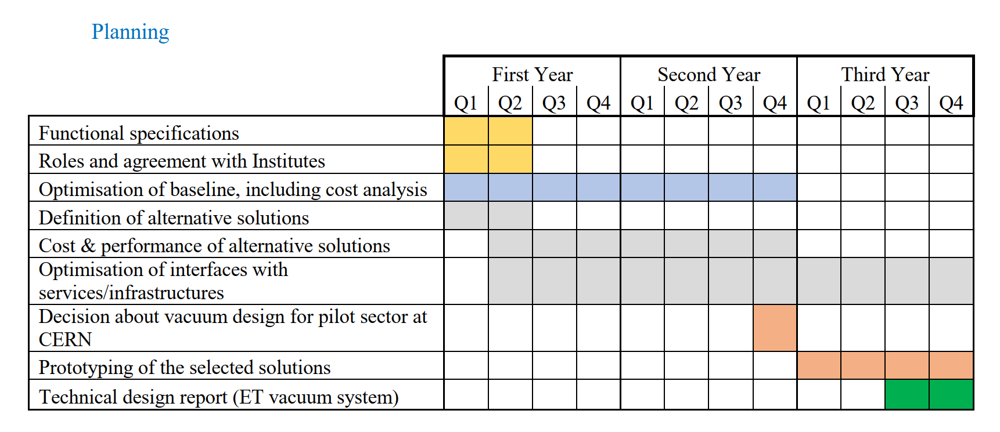 Planning
First Year Second Year Third Year
Q1 Q2 Q3 Q4 Q1 Q2 Q3 Q4 Q1 Q2 Q3 Q4
Functional specifications
Roles and agreement with Institutes
Optimisation of baseline, including cost analysis
Definition of alternative solutions
Cost & performance of alternative solutions
Optimisation of interfaces with
services/infrastructures
Decision about vacuum design for pilot sector at
CERN
Prototyping of the selected solutions
Technical design report (ET vacuum system)